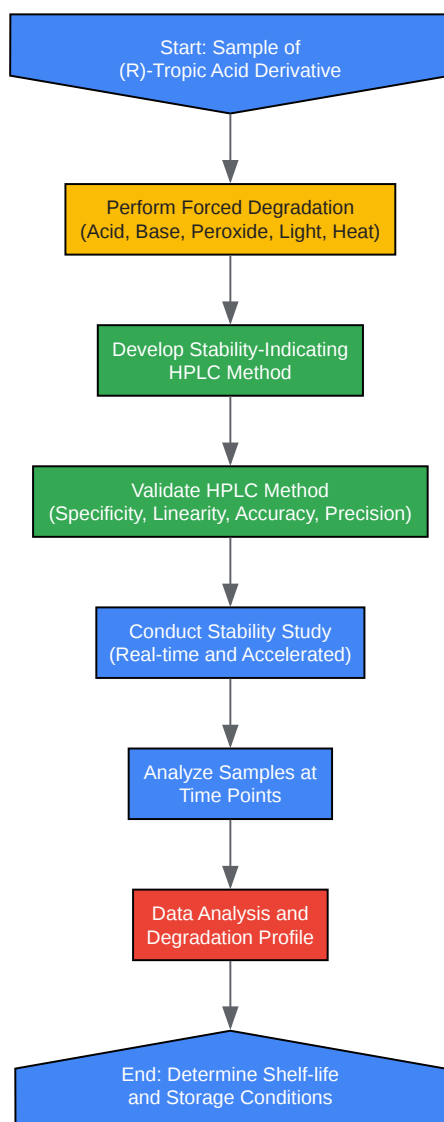 Start: Sample of
(R)-Tropic Acid Derivative
Perform Forced Degradation
(Acid, Base, Peroxide, Light, Heat)
Develop Stability-Indicating
HPLC Method
Validate HPLC Method
(Specificity, Linearity, Accuracy, Precision)
Conduct Stability Study
(Real-time and Accelerated)
Analyze Samples at
Time Points
Data Analysis and
Degradation Profile
End: Determine Shelf-life
and Storage Conditions